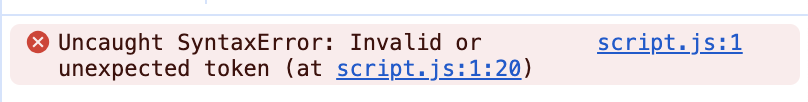 Uncaught SyntaxError: Invalid or script.js:1
unexpected token (at script.js:1:20)